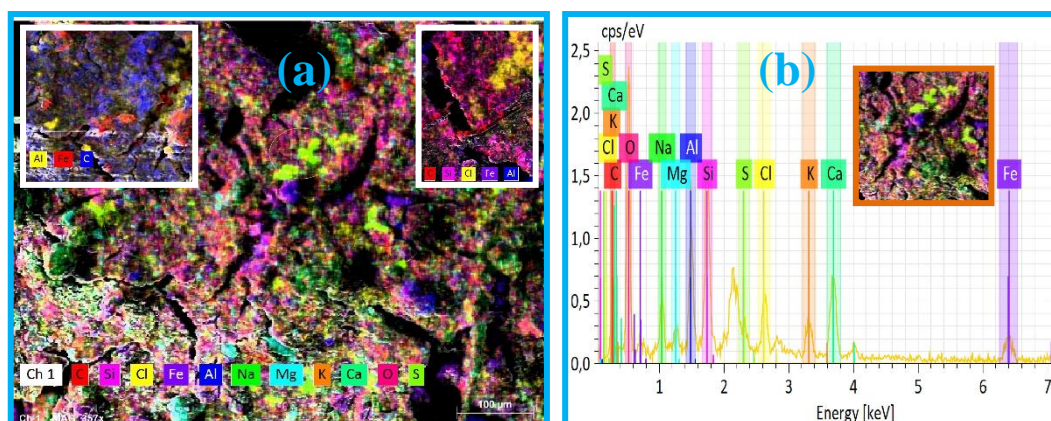 (a)
Al Fe C
C Si Cl Fe Al
Ch 1 C Si Cl Fe Al Na Mg K Ca O S
100 µm
(b)
cps/eV
2,5
2,0
1,5
1,0
0,5
0,0
S
Ca
K
Cl O Na Al
C Fe Mg Si S Cl K Ca Fe
1 2 3 4 5 6 7
Energy [keV]